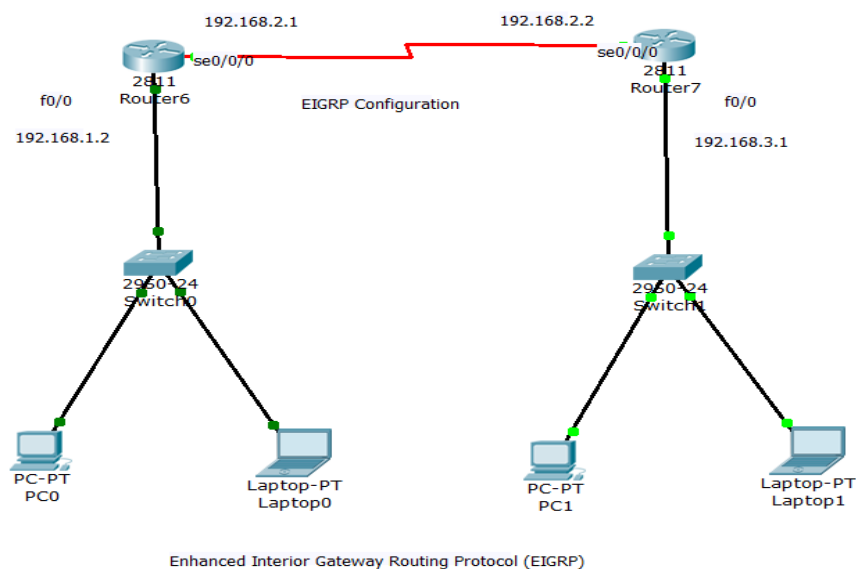 192.168.2.1
192.168.2.2
se0/0/0
se0/0/0
2811
Router6
2811
Router7
f0/0
EIGRP Configuration
f0/0
192.168.1.2
192.168.3.1
2950-24
Switch0
2950-24
Switch1
PC-PT
PC0
Laptop-PT
Laptop0
PC-PT
PC1
Laptop-PT
Laptop1
Enhanced Interior Gateway Routing Protocol (EIGRP)